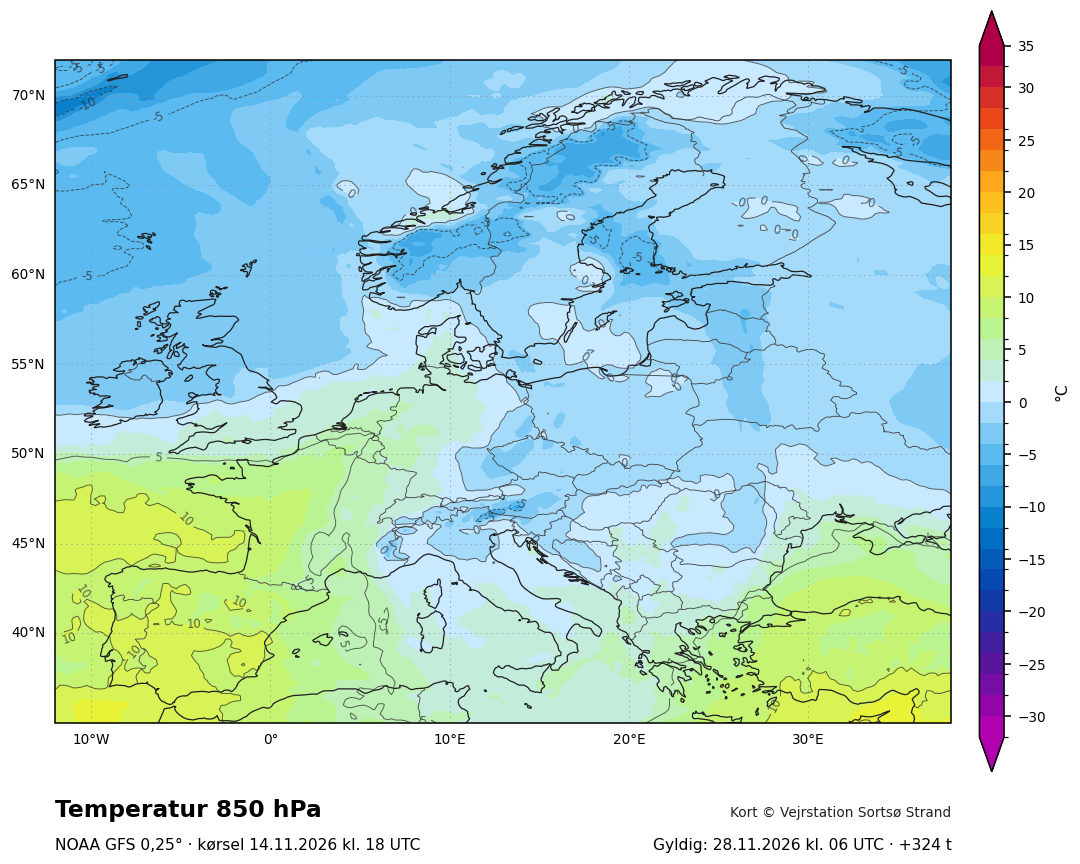 70°N
65°N
60°N
55°N
50°N
45°N
40°N
10°W
0°
10°E
20°E
30°E
35
30
25
20
15
10
5
0
−5
−10
−15
−20
−25
−30
°C
Temperatur 850 hPa
Kort © Vejrstation Sortsø Strand
NOAA GFS 0,25° · kørsel 14.11.2026 kl. 18 UTC
Gyldig: 28.11.2026 kl. 06 UTC · +324 t